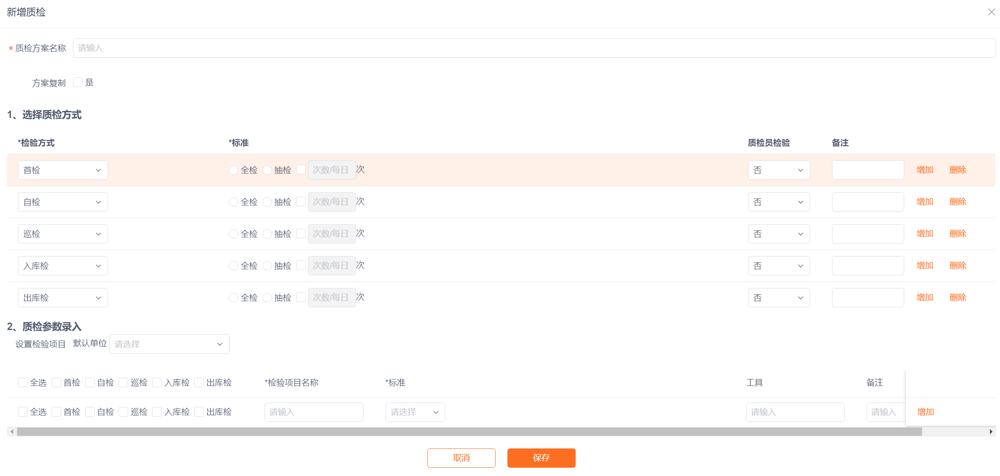 新增质检
* 质检方案名称 请输入
方案复制 是
1、选择质检方式
*检验方式 *标准 质检员检验 备注
首检 全检 抽检 次数/每日 次 否 增加 删除
自检 全检 抽检 次数/每日 次 否 增加 删除
巡检 全检 抽检 次数/每日 次 否 增加 删除
入库检 全检 抽检 次数/每日 次 否 增加 删除
出库检 全检 抽检 次数/每日 次 否 增加 删除
2、质检参数录入
设置检验项目 默认单位 请选择
全选 首检 自检 巡检 入库检 出库检 *检验项目名称 *标准 工具 备注
全选 首检 自检 巡检 入库检 出库检 请输入 请选择 请输入 请输入 增加
取消 保存